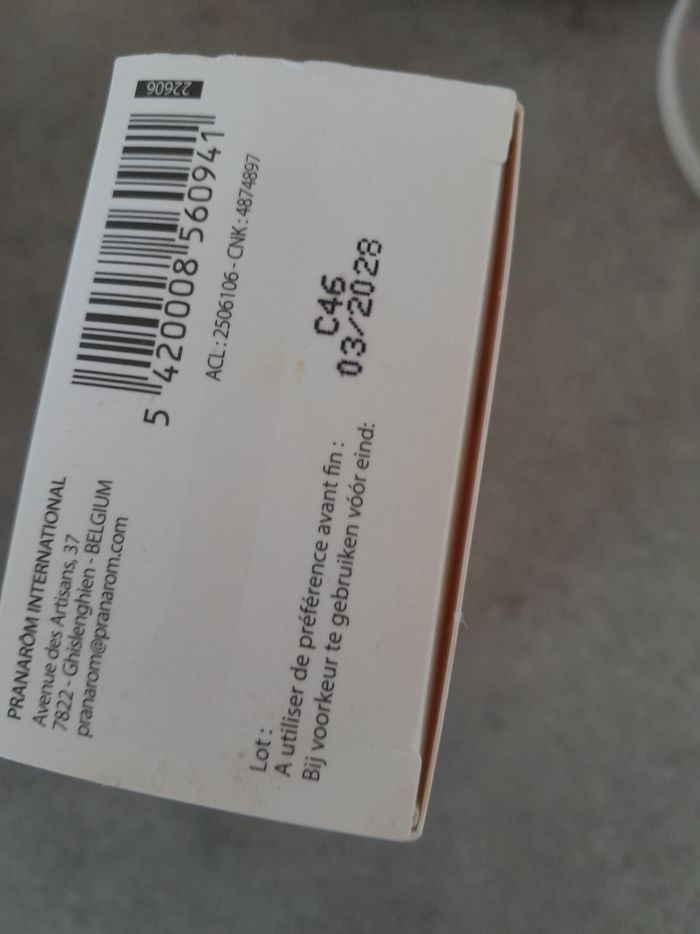 PRANARÔM INTERNATIONAL
Avenue des Artisans, 37
7822 - Ghislenghien - BELGIUM
pranarom@pranarom.com
22606
5 420008 560941
ACL : 2506106 - CNK : 4874897
Lot : C46
A utiliser de préférence avant fin : 03/2028
Bij voorkeur te gebruiken vóór eind: